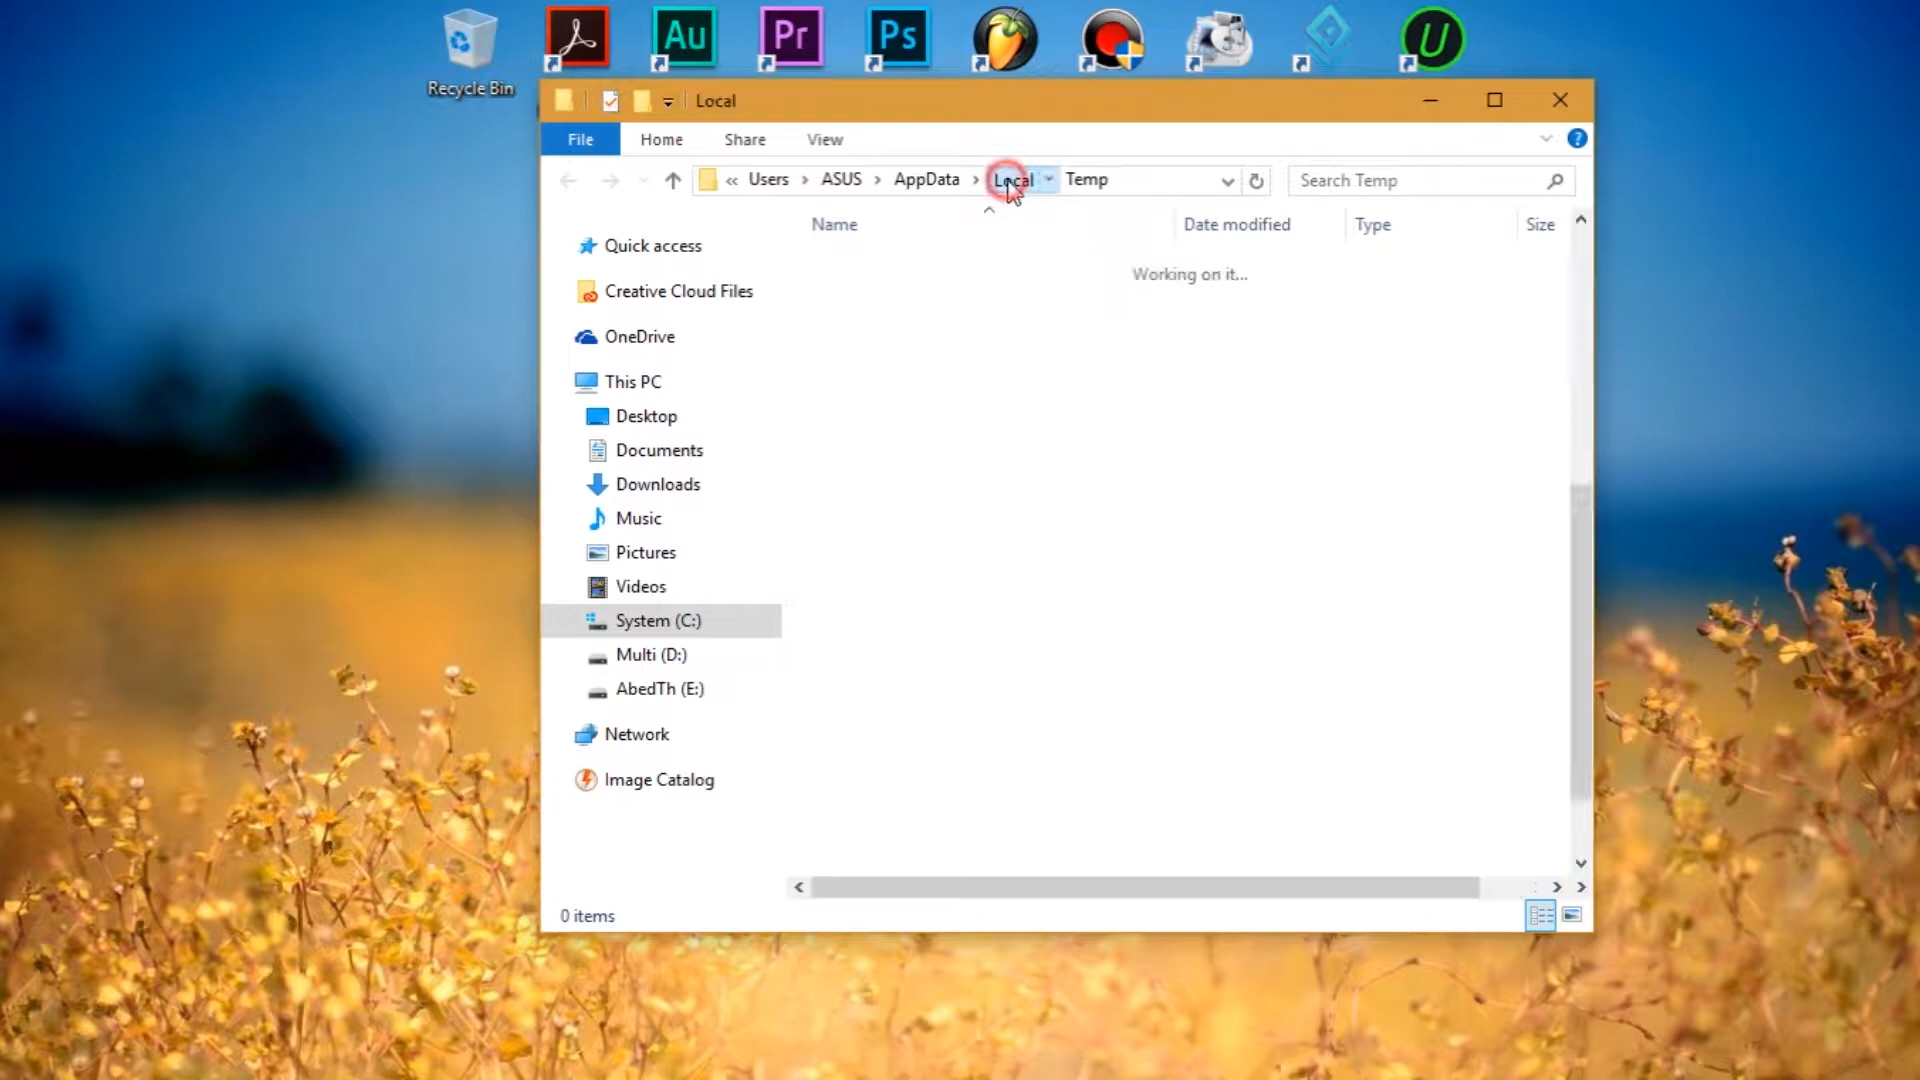 Au
Pr
Ps
Recycle Bin
Local
File
Home
Share
View
?
« Users > ASUS > AppData > Local Temp
Search Temp
Name
Date modified
Type
Size
Working on it...
Quick access
Creative Cloud Files
OneDrive
This PC
Desktop
Documents
Downloads
Music
Pictures
Videos
System (C:)
Multi (D:)
AbedTh (E:)
Network
Image Catalog
0 items